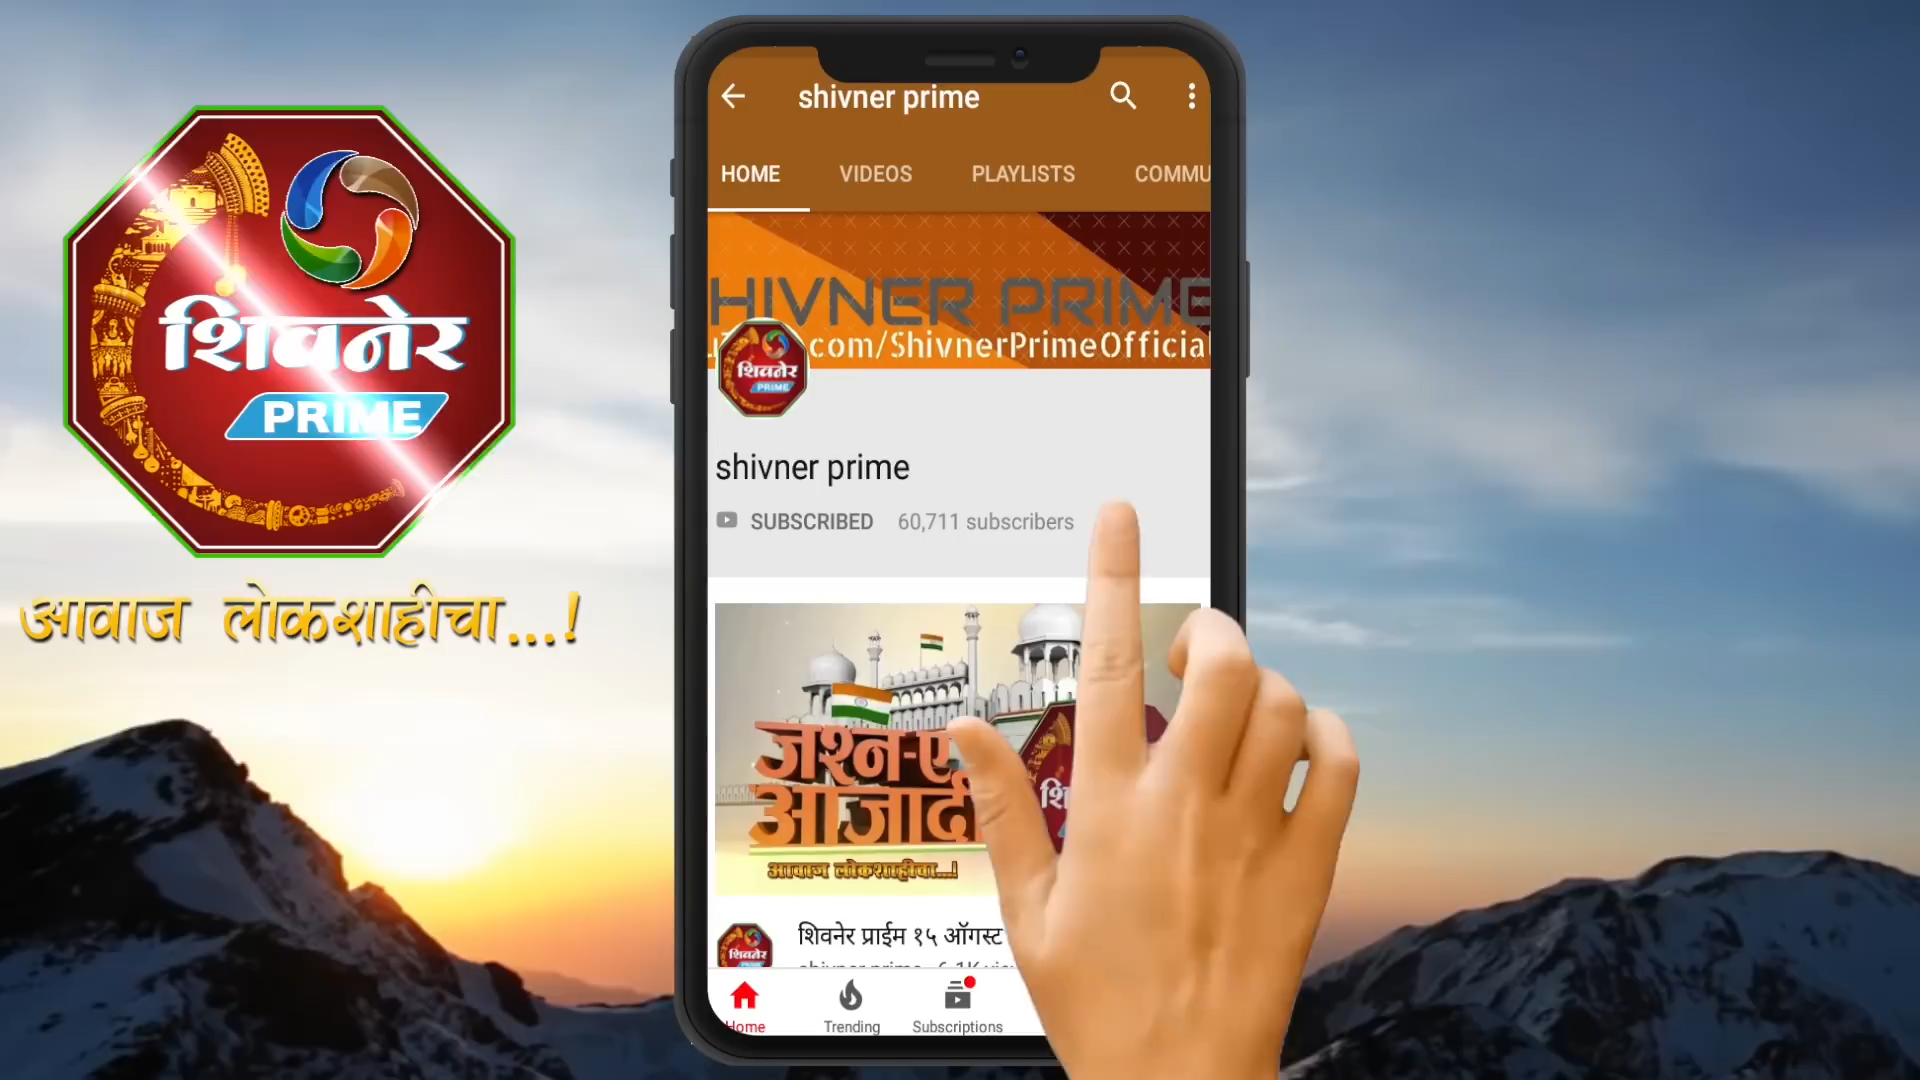 शिवनेर
PRIME
आवाज लोकशाहीचा...!
shivner prime
HOME VIDEOS PLAYLISTS COMMU
HIVNER PRIME
com/ShivnerPrimeOfficial
शिवनेर
PRIME
shivner prime
SUBSCRIBED 60,711 subscribers
जश्न-ए
आजादी
शि
आवाज लोकशाहीचा...!
शिवनेर प्राईम १५ ऑगस्ट
शिवनेर
Home Trending Subscriptions